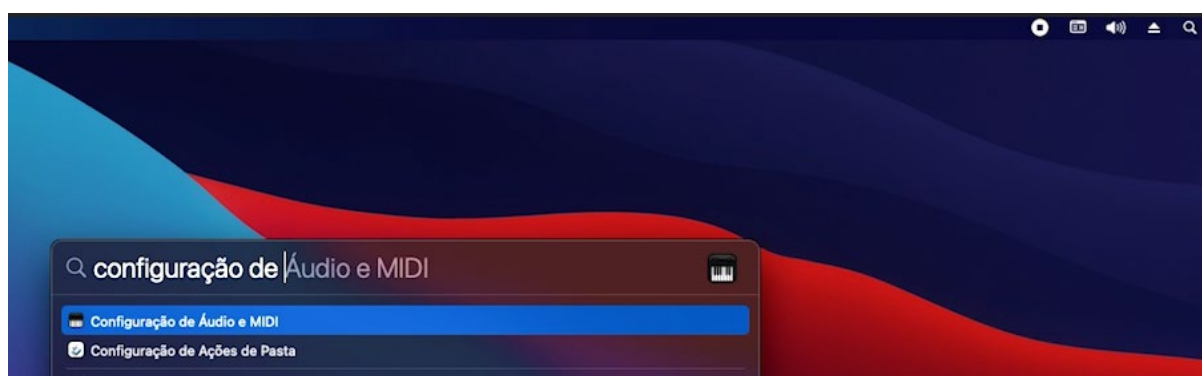 configuração de Áudio e MIDI
Configuração de Áudio e MIDI
Configuração de Ações de Pasta